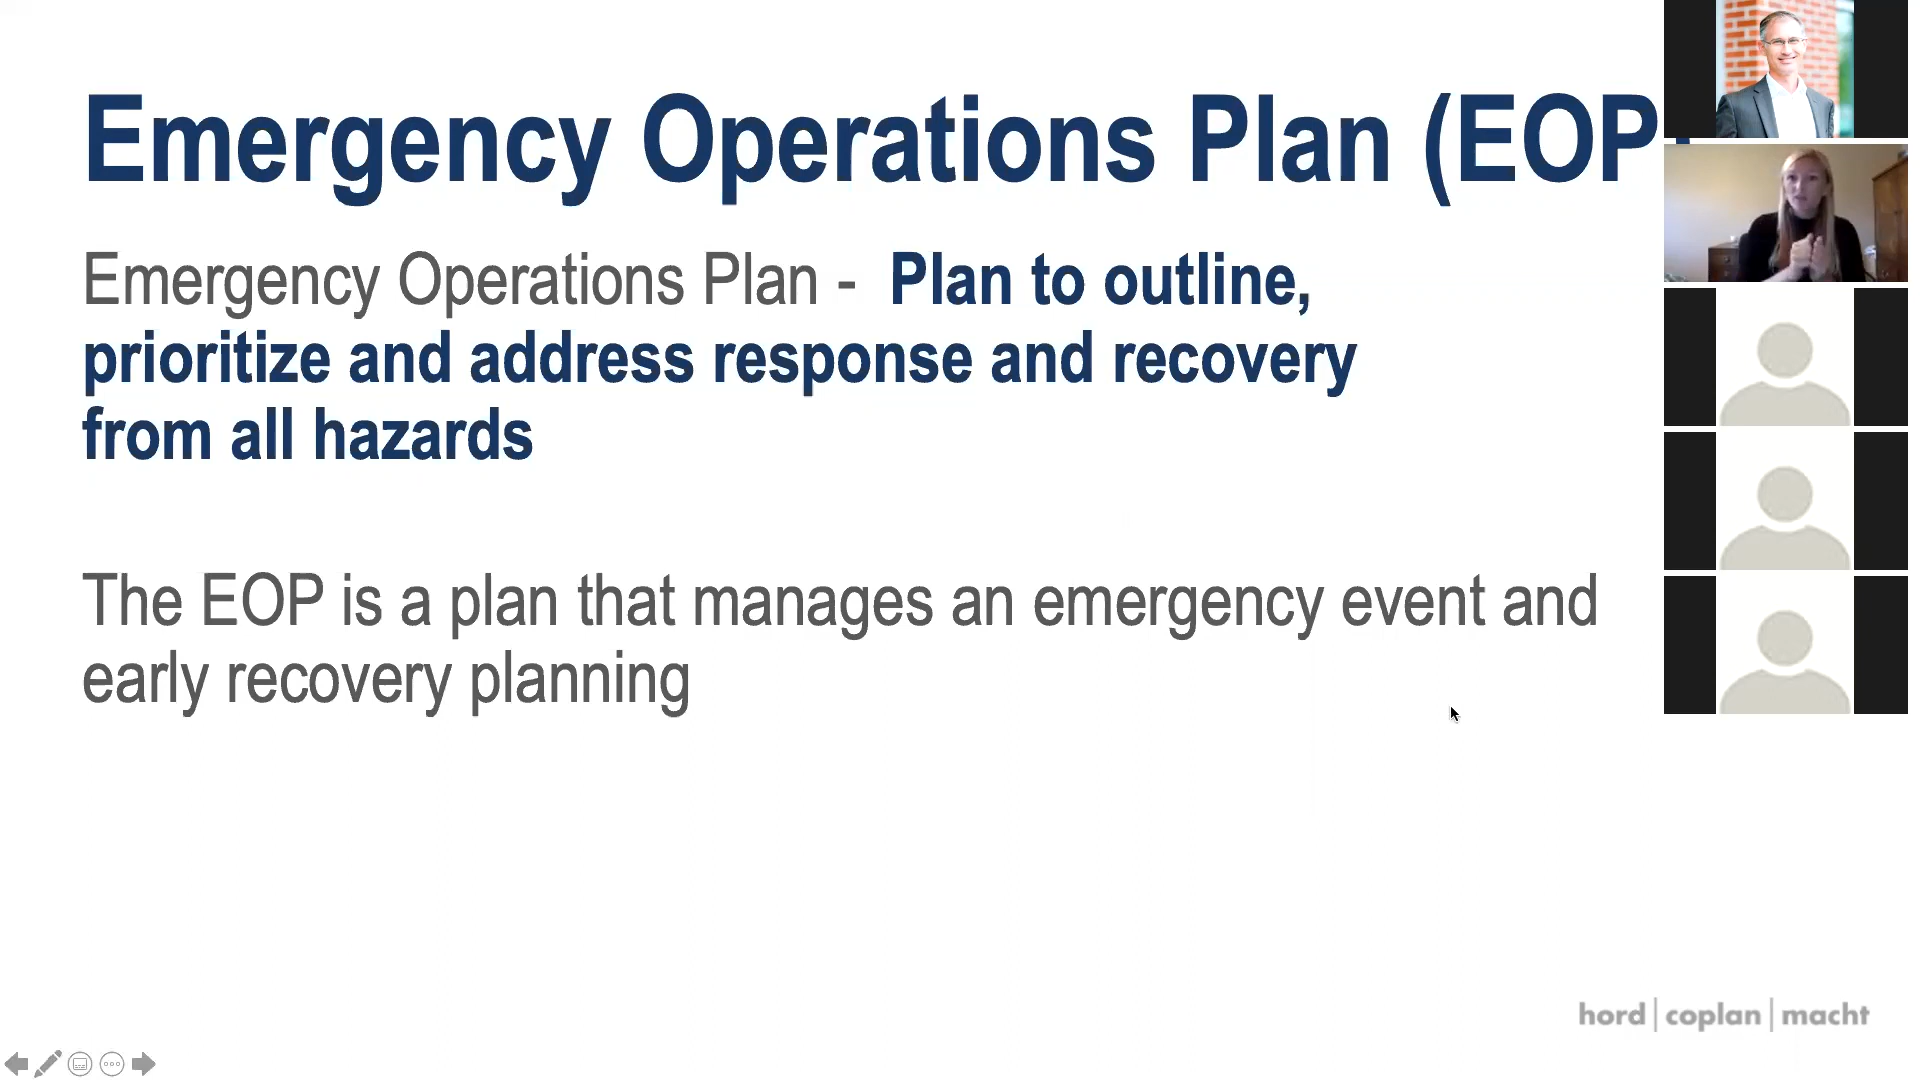 Emergency Operations Plan (EOP)
Emergency Operations Plan - Plan to outline,
prioritize and address response and recovery
from all hazards
The EOP is a plan that manages an emergency event and
early recovery planning
hord|coplan|macht